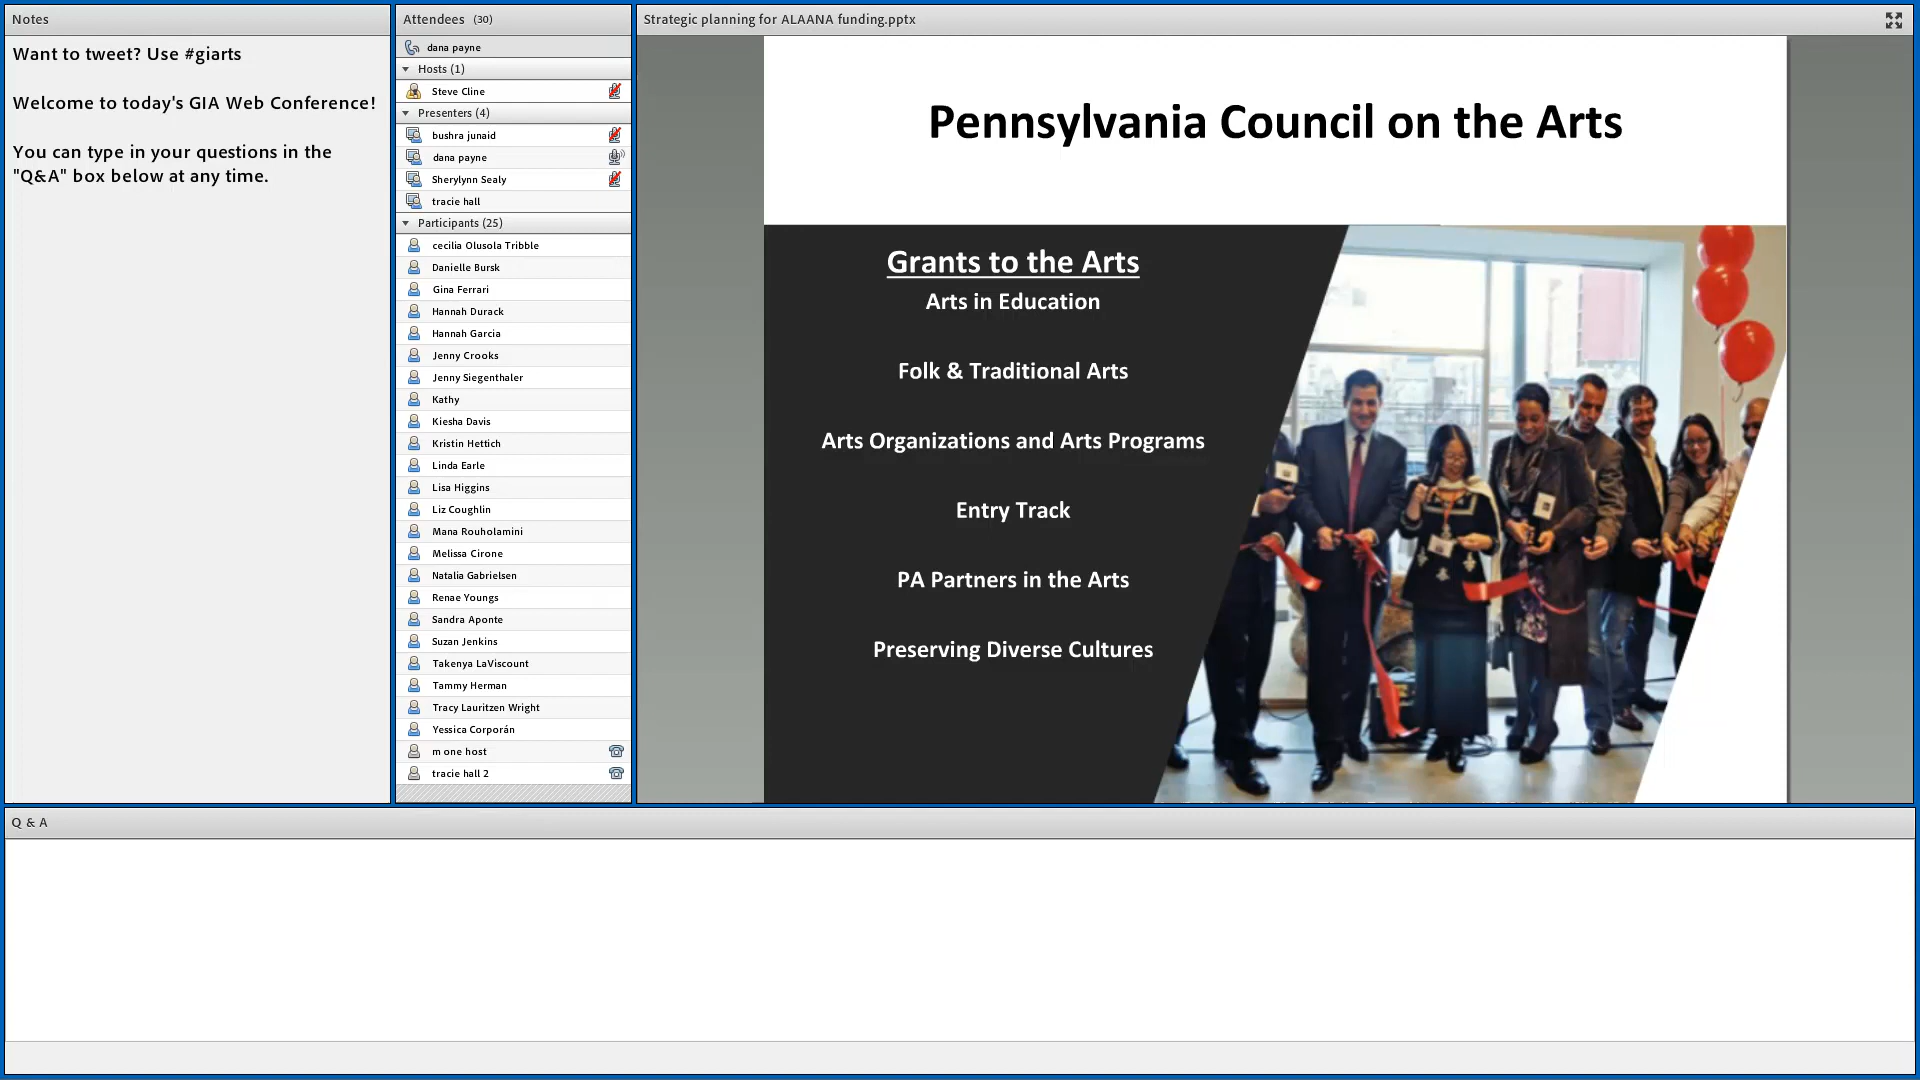 Notes
Want to tweet? Use #giarts
Welcome to today's GIA Web Conference!
You can type in your questions in the
"Q&A" box below at any time.
Attendees (30)
dana payne
Hosts (1)
Steve Cline
Presenters (4)
bushra junaid
dana payne
Sherylynn Sealy
tracie hall
Participants (25)
cecilia Olusola Tribble
Danielle Bursk
Gina Ferrari
Hannah Durack
Hannah Garcia
Jenny Crooks
Jenny Siegenthaler
Kathy
Kiesha Davis
Kristin Hettich
Linda Earle
Lisa Higgins
Liz Coughlin
Mana Rouholamini
Melissa Cirone
Natalia Gabrielsen
Renae Youngs
Sandra Aponte
Suzan Jenkins
Takenya LaViscount
Tammy Herman
Tracy Lauritzen Wright
Yessica Corporán
m one host
tracie hall 2
Strategic planning for ALAANA funding.pptx
Pennsylvania Council on the Arts
Grants to the Arts
Arts in Education
Folk & Traditional Arts
Arts Organizations and Arts Programs
Entry Track
PA Partners in the Arts
Preserving Diverse Cultures
Q & A